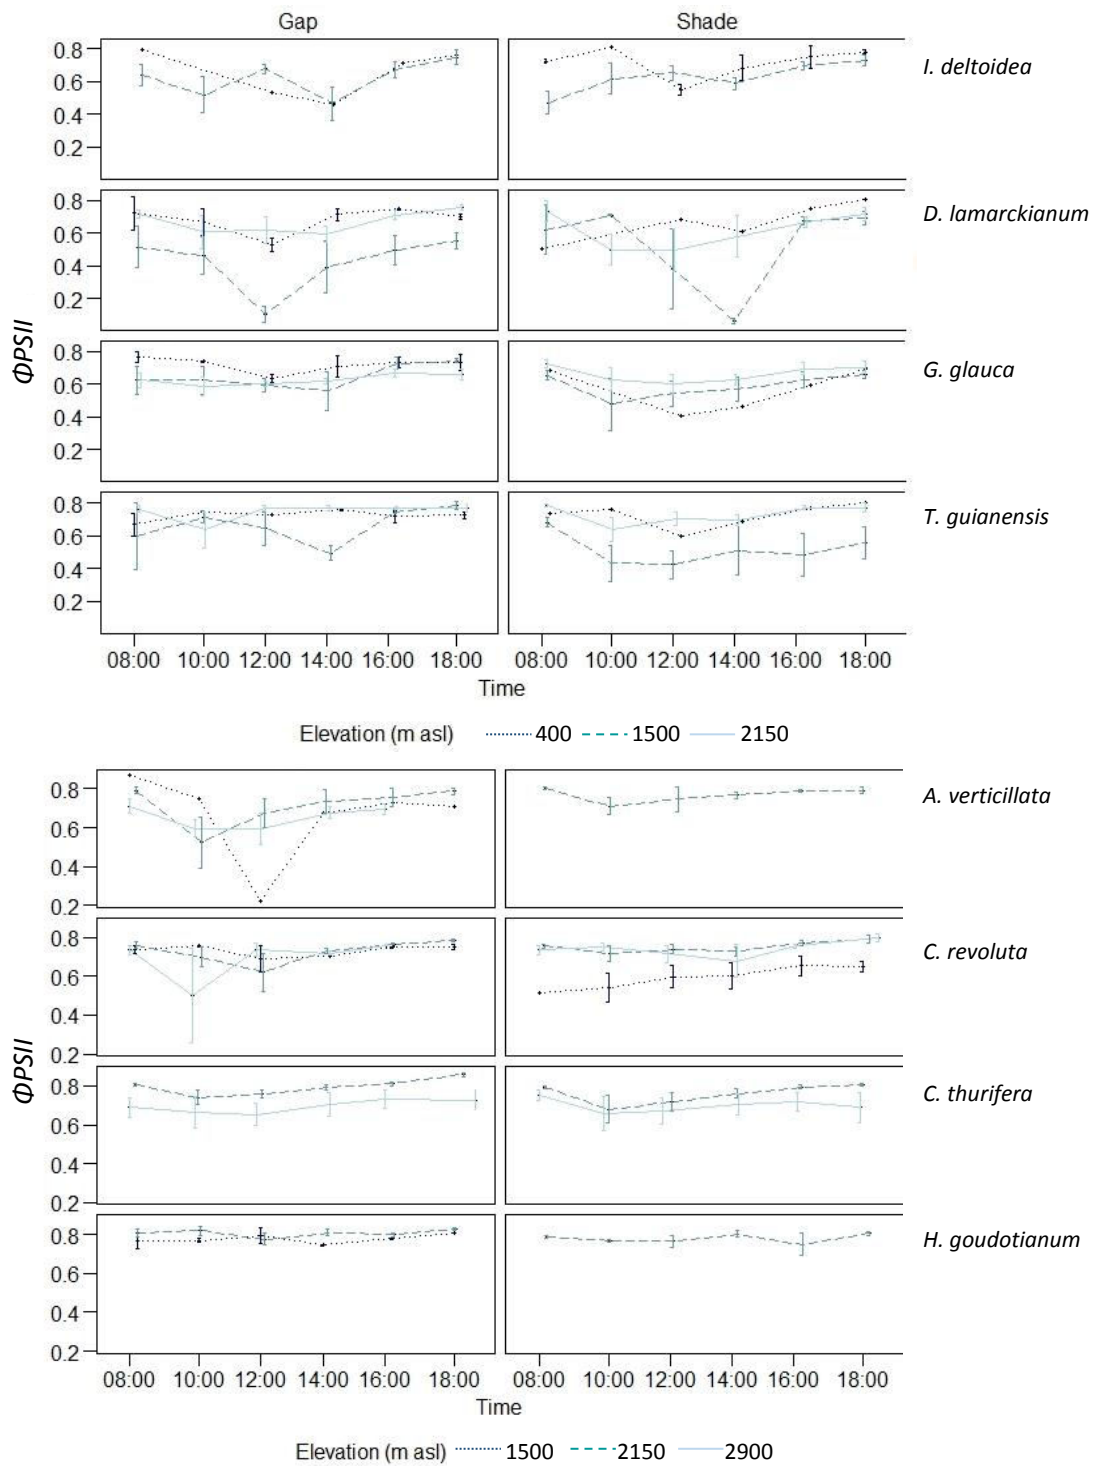 Gap Shade
0.8
0.6
0.4
0.2
I. deltoidea
0.8
0.6
0.4
0.2
D. lamarckianum
ΦPSII
0.8
0.6
0.4
0.2
G. glauca
0.8
0.6
0.4
0.2
T. guianensis
08:00 10:00 12:00 14:00 16:00 18:00 08:00 10:00 12:00 14:00 16:00 18:00
Time
Elevation (m asl) 400 1500 2150
0.8
0.6
0.4
0.2
A. verticillata
0.8
0.6
0.4
0.2
C. revoluta
ΦPSII
0.8
0.6
0.4
0.2
C. thurifera
0.8
0.6
0.4
0.2
H. goudotianum
08:00 10:00 12:00 14:00 16:00 18:00 08:00 10:00 12:00 14:00 16:00 18:00
Time
Elevation (m asl) 1500 2150 2900